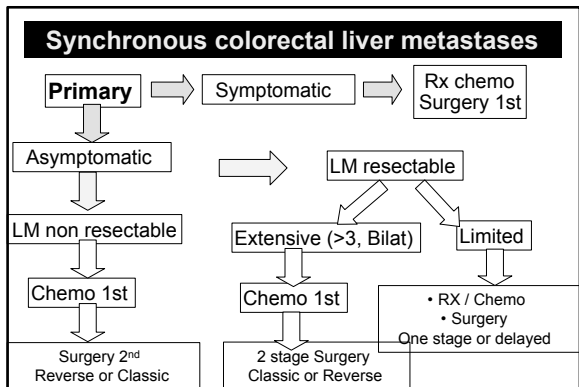 Synchronous colorectal liver metastases
Primary
Symptomatic
Rx chemo
Surgery 1st
Asymptomatic
LM resectable
LM non resectable
Extensive (>3, Bilat)
Limited
Chemo 1st
Chemo 1st
• RX / Chemo
• Surgery
One stage or delayed
Surgery 2nd
Reverse or Classic
2 stage Surgery
Classic or Reverse